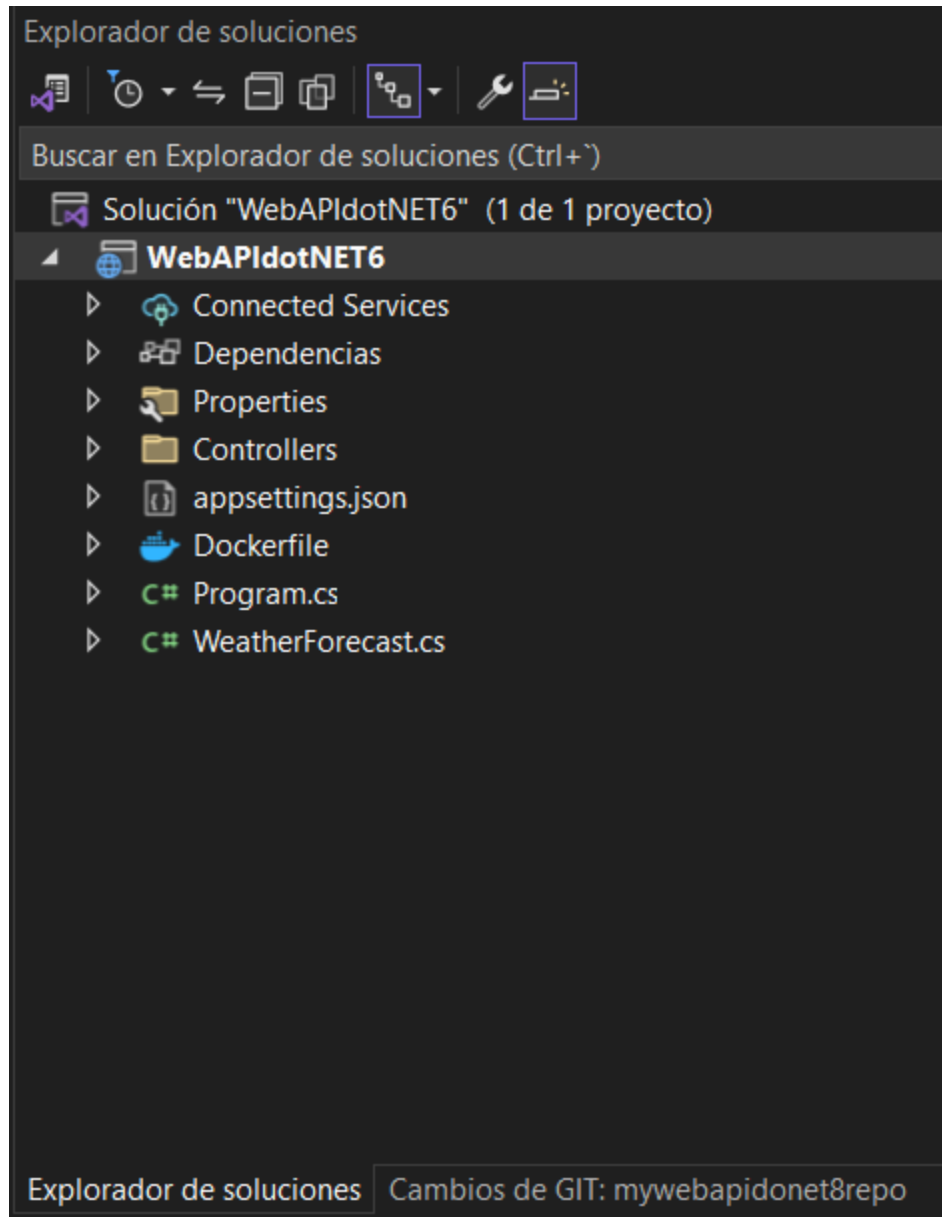 Explorador de soluciones
Buscar en Explorador de soluciones (Ctrl+`)
Solución "WebAPIdotNET6" (1 de 1 proyecto)
WebAPIdotNET6
Connected Services
Dependencias
Properties
Controllers
appsettings.json
Dockerfile
C# Program.cs
C# WeatherForecast.cs
Explorador de soluciones Cambios de GIT: mywebapidonet8repo